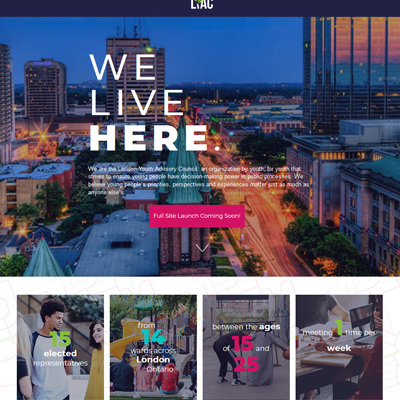 LYAC
WE
LIVE
HERE.
We are the London Youth Advisory Council: an organization by youth, for youth that
strives to ensure young people have decision-making power in public processes. We
believe young people's priorities, perspectives and experiences matter just as much as
anyone else's.
Full Site Launch Coming Soon!
15
elected
representatives
from
14
wards across
London
Ontario
between the ages
of 15 and
25
meeting 1 time per
week